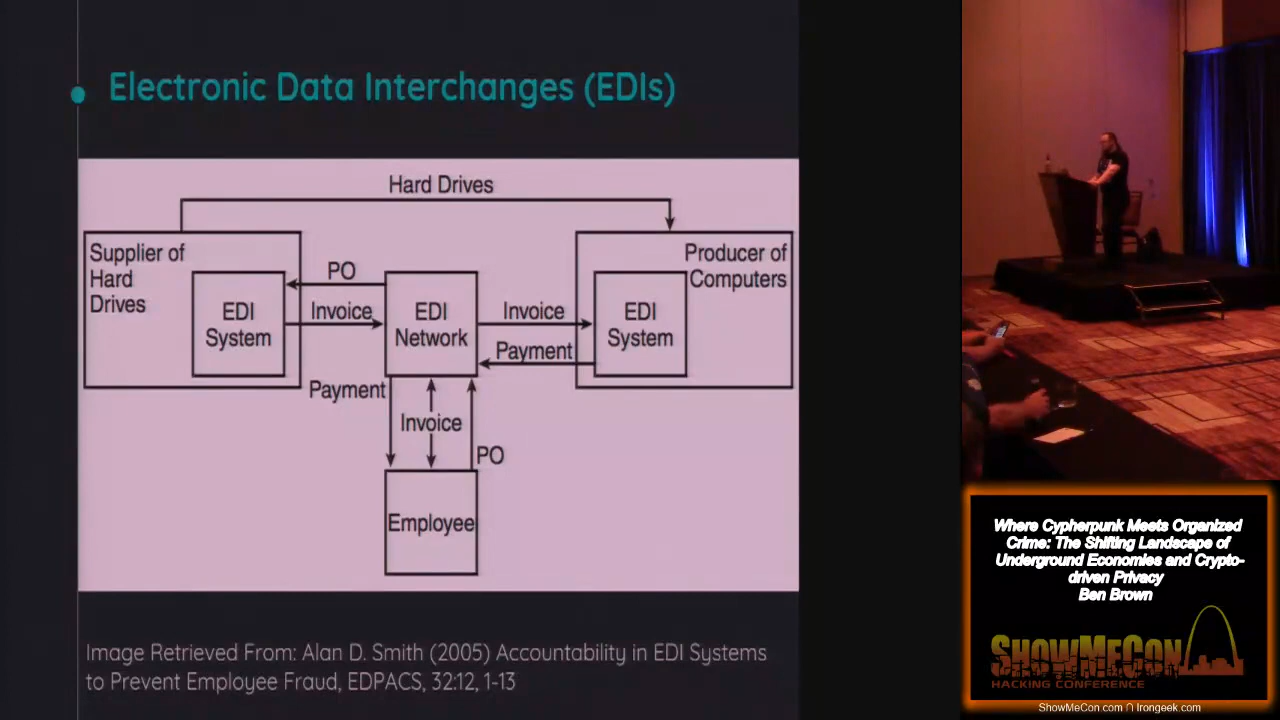 Electronic Data Interchanges (EDIs)
Hard Drives
Supplier of
Hard
Drives
EDI
System
PO
Invoice
EDI
Network
Invoice
Payment
Producer of
Computers
EDI
System
Payment
Invoice
PO
Employee
Image Retrieved From: Alan D. Smith (2005) Accountability in EDI Systems
to Prevent Employee Fraud, EDPACS, 32:12, 1-13
Where Cypherpunk Meets Organized
Crime: The Shifting Landscape of
Underground Economies and Crypto-
driven Privacy
Ben Brown
SHOWMECON
HACKING CONFERENCE
ShowMeCon.com ∩ Irongeek.com